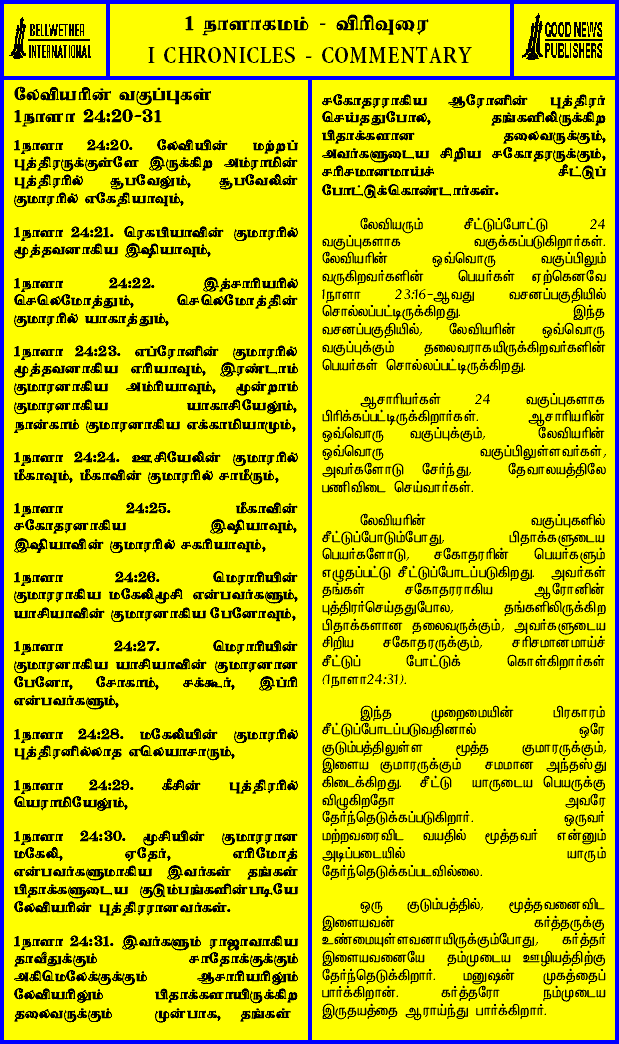 BELLWETHER
INTERNATIONAL
1 நாளாகமம் - விரிவுரை
I CHRONICLES - COMMENTARY
GOOD NEWS
PUBLISHERS
லேவியரின் வகுப்புகள்
1நாளா 24:20-31
1நாளா 24:20. லேவியின் மற்றப்
புத்திரருக்குள்ளே இருக்கிற அம்ராமின்
புத்திரரில் சூபவேலும், சூபவேலின்
குமாரரில் எகேதியாவும்,
1நாளா 24:21. ரெகபியாவின் குமாரரில்
மூத்தவனாகிய இஷியாவும்,
1நாளா 24:22. இத்சாரியரில்
செலெமோத்தும், செலெமோத்தின்
குமாரரில் யாகாத்தும்,
1நாளா 24:23. எப்ரோனின் குமாரரில்
மூத்தவனாகிய எரியாவும், இரண்டாம்
குமாரனாகிய அம்ரியாவும், மூன்றாம்
குமாரனாகிய யாகாசியேலும்,
நான்காம் குமாரனாகிய எக்காமியாமும்,
1நாளா 24:24. ஊசியேலின் குமாரரில்
மீகாவும், மீகாவின் குமாரரில் சாமீரும்,
1நாளா 24:25. மீகாவின்
சகோதரனாகிய இஷியாவும்,
இஷியாவின் குமாரரில் சகரியாவும்,
1நாளா 24:26. மெராரியின்
குமாரராகிய மகேலிமூசி என்பவர்களும்,
யாசியாவின் குமாரனாகிய பேனோவும்,
1நாளா 24:27. மெராரியின்
குமாரனாகிய யாசியாவின் குமாரனான
பேனோ, சோகாம், சக்கூர், இப்ரி
என்பவர்களும்,
1நாளா 24:28. மகேலியின் குமாரரில்
புத்திரனில்லாத எலெயாசாரும்,
1நாளா 24:29. கீசின் புத்திரரில்
யெராமியேலும்,
1நாளா 24:30. மூசியின் குமாரரான
மகேலி, ஏதேர், எரிமோத்
என்பவர்களுமாகிய இவர்கள் தங்கள்
பிதாக்களுடைய குடும்பங்களின்படியே
லேவியரின் புத்திரரானவர்கள்.
1நாளா 24:31. இவர்களும் ராஜாவாகிய
தாவீதுக்கும் சாதோக்குக்கும்
அகிமெலேக்குக்கும் ஆசாரியரிலும்
லேவியரிலும் பிதாக்களாயிருக்கிற
தலைவருக்கும் முன்பாக, தங்கள்
சகோதரராகிய ஆரோனின் புத்திரர்
செய்ததுபோல, தங்களிலிருக்கிற
பிதாக்களான தலைவருக்கும்,
அவர்களுடைய சிறிய சகோதரருக்கும்,
சரிசமானமாய்ச் சீட்டுப்
போட்டுக்கொண்டார்கள்.
லேவியரும் சீட்டுப்போட்டு 24
வகுப்புகளாக வகுக்கப்படுகிறார்கள்.
லேவியரின் ஒவ்வொரு வகுப்பிலும்
வருகிறவர்களின் பெயர்கள் ஏற்கெனவே
1நாளா 23:16-ஆவது வசனப்பகுதியில்
சொல்லப்பட்டிருக்கிறது. இந்த
வசனப்பகுதியில், லேவியரின் ஒவ்வொரு
வகுப்புக்கும் தலைவராகயிருக்கிறவர்களின்
பெயர்கள் சொல்லப்பட்டிருக்கிறது.
ஆசாரியர்கள் 24 வகுப்புகளாக
பிரிக்கப்பட்டிருக்கிறார்கள். ஆசாரியரின்
ஒவ்வொரு வகுப்புக்கும், லேவியரின்
ஒவ்வொரு வகுப்பிலுள்ளவர்கள்,
அவர்களோடு சேர்ந்து, தேவாலயத்திலே
பணிவிடை செய்வார்கள்.
லேவியரின் வகுப்புகளில்
சீட்டுப்போடும்போது, பிதாக்களுடைய
பெயர்களோடு, சகோதரரின் பெயர்களும்
எழுதப்பட்டு சீட்டுப்போடப்படுகிறது. அவர்கள்
தங்கள் சகோதரராகிய ஆரோனின்
புத்திரர்செய்ததுபோல, தங்களிலிருக்கிற
பிதாக்களான தலைவருக்கும், அவர்களுடைய
சிறிய சகோதரருக்கும், சரிசமானமாய்ச்
சீட்டுப் போட்டுக் கொள்கிறார்கள்
(1நாளா24:31).
இந்த முறைமையின் பிரகாரம்
சீட்டுப்போடப்படுவதினால் ஒரே
குடும்பத்திலுள்ள மூத்த குமாரருக்கும்,
இளைய குமாரருக்கும் சமமான அந்தஸ்து
கிடைக்கிறது. சீட்டு யாருடைய பெயருக்கு
விழுகிறதோ அவரே
தேர்ந்தெடுக்கப்படுகிறார். ஒருவர்
மற்றவரைவிட வயதில் மூத்தவர் என்னும்
அடிப்படையில் யாரும்
தேர்ந்தெடுக்கப்படவில்லை.
ஒரு குடும்பத்தில், மூத்தவனைவிட
இளையவன் கர்த்தருக்கு
உண்மையுள்ளவனாயிருக்கும்போது, கர்த்தர்
இளையவனையே தம்முடைய ஊழியத்திற்கு
தேர்ந்தெடுக்கிறார். மனுஷன் முகத்தைப்
பார்க்கிறான். கர்த்தரோ நம்முடைய
இருதயத்தை ஆராய்ந்து பார்க்கிறார்.